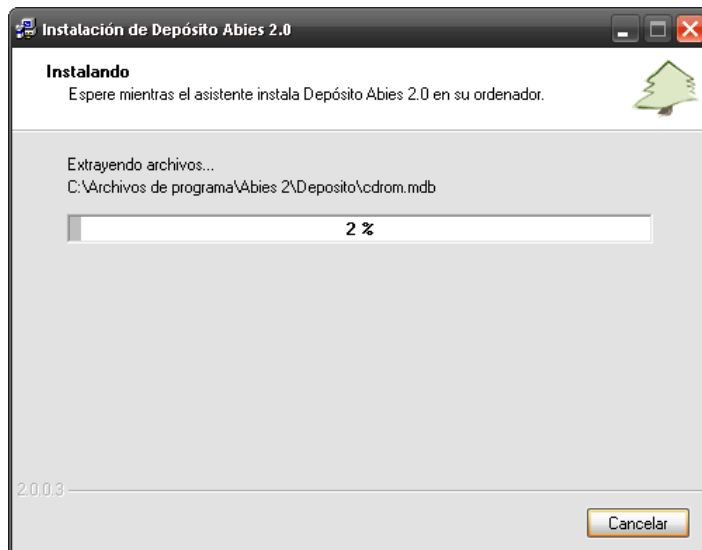 Instalación de Depósito Abies 2.0
Instalando
Espere mientras el asistente instala Depósito Abies 2.0 en su ordenador.
Extrayendo archivos...
C:\Archivos de programa\Abies 2\Deposito\cdrom.mdb
2 %
2.0.0.3
Cancelar